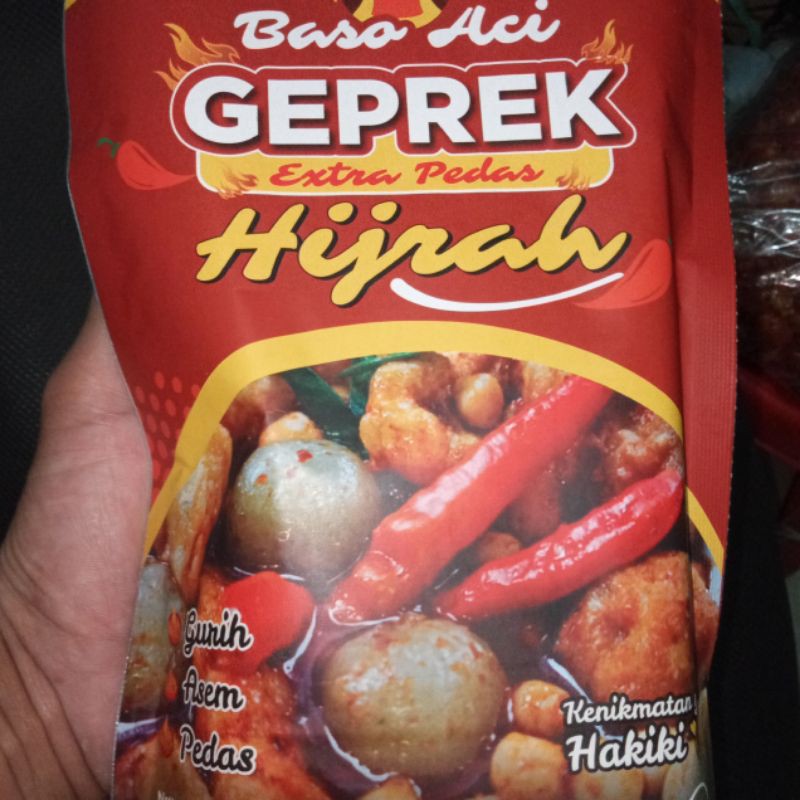 Baso Aci
GEPREK
Extra Pedas
Hijrah
Gurih
Asem
Pedas
Kenikmatan
Hakiki